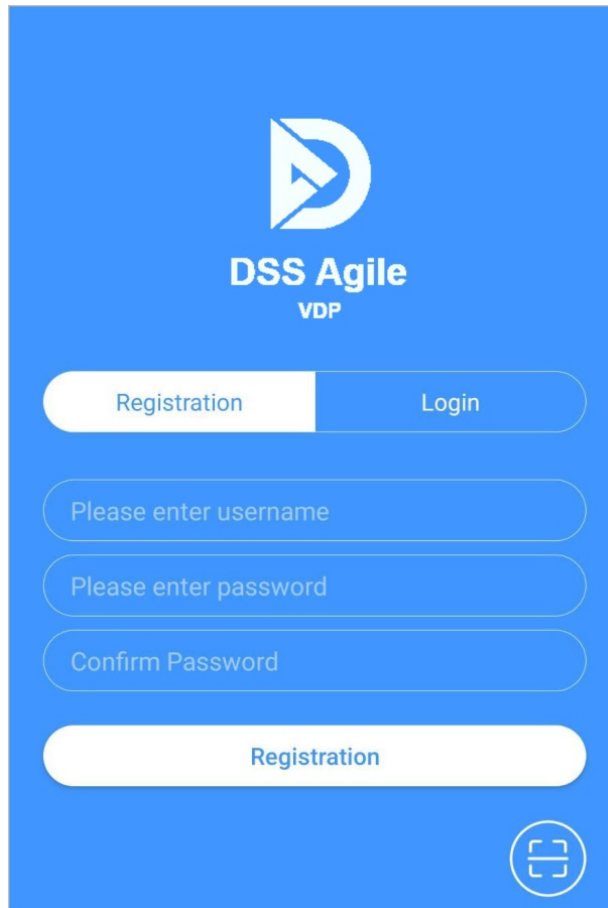 DSS Agile
VDP
Registration Login
Please enter username
Please enter password
Confirm Password
Registration